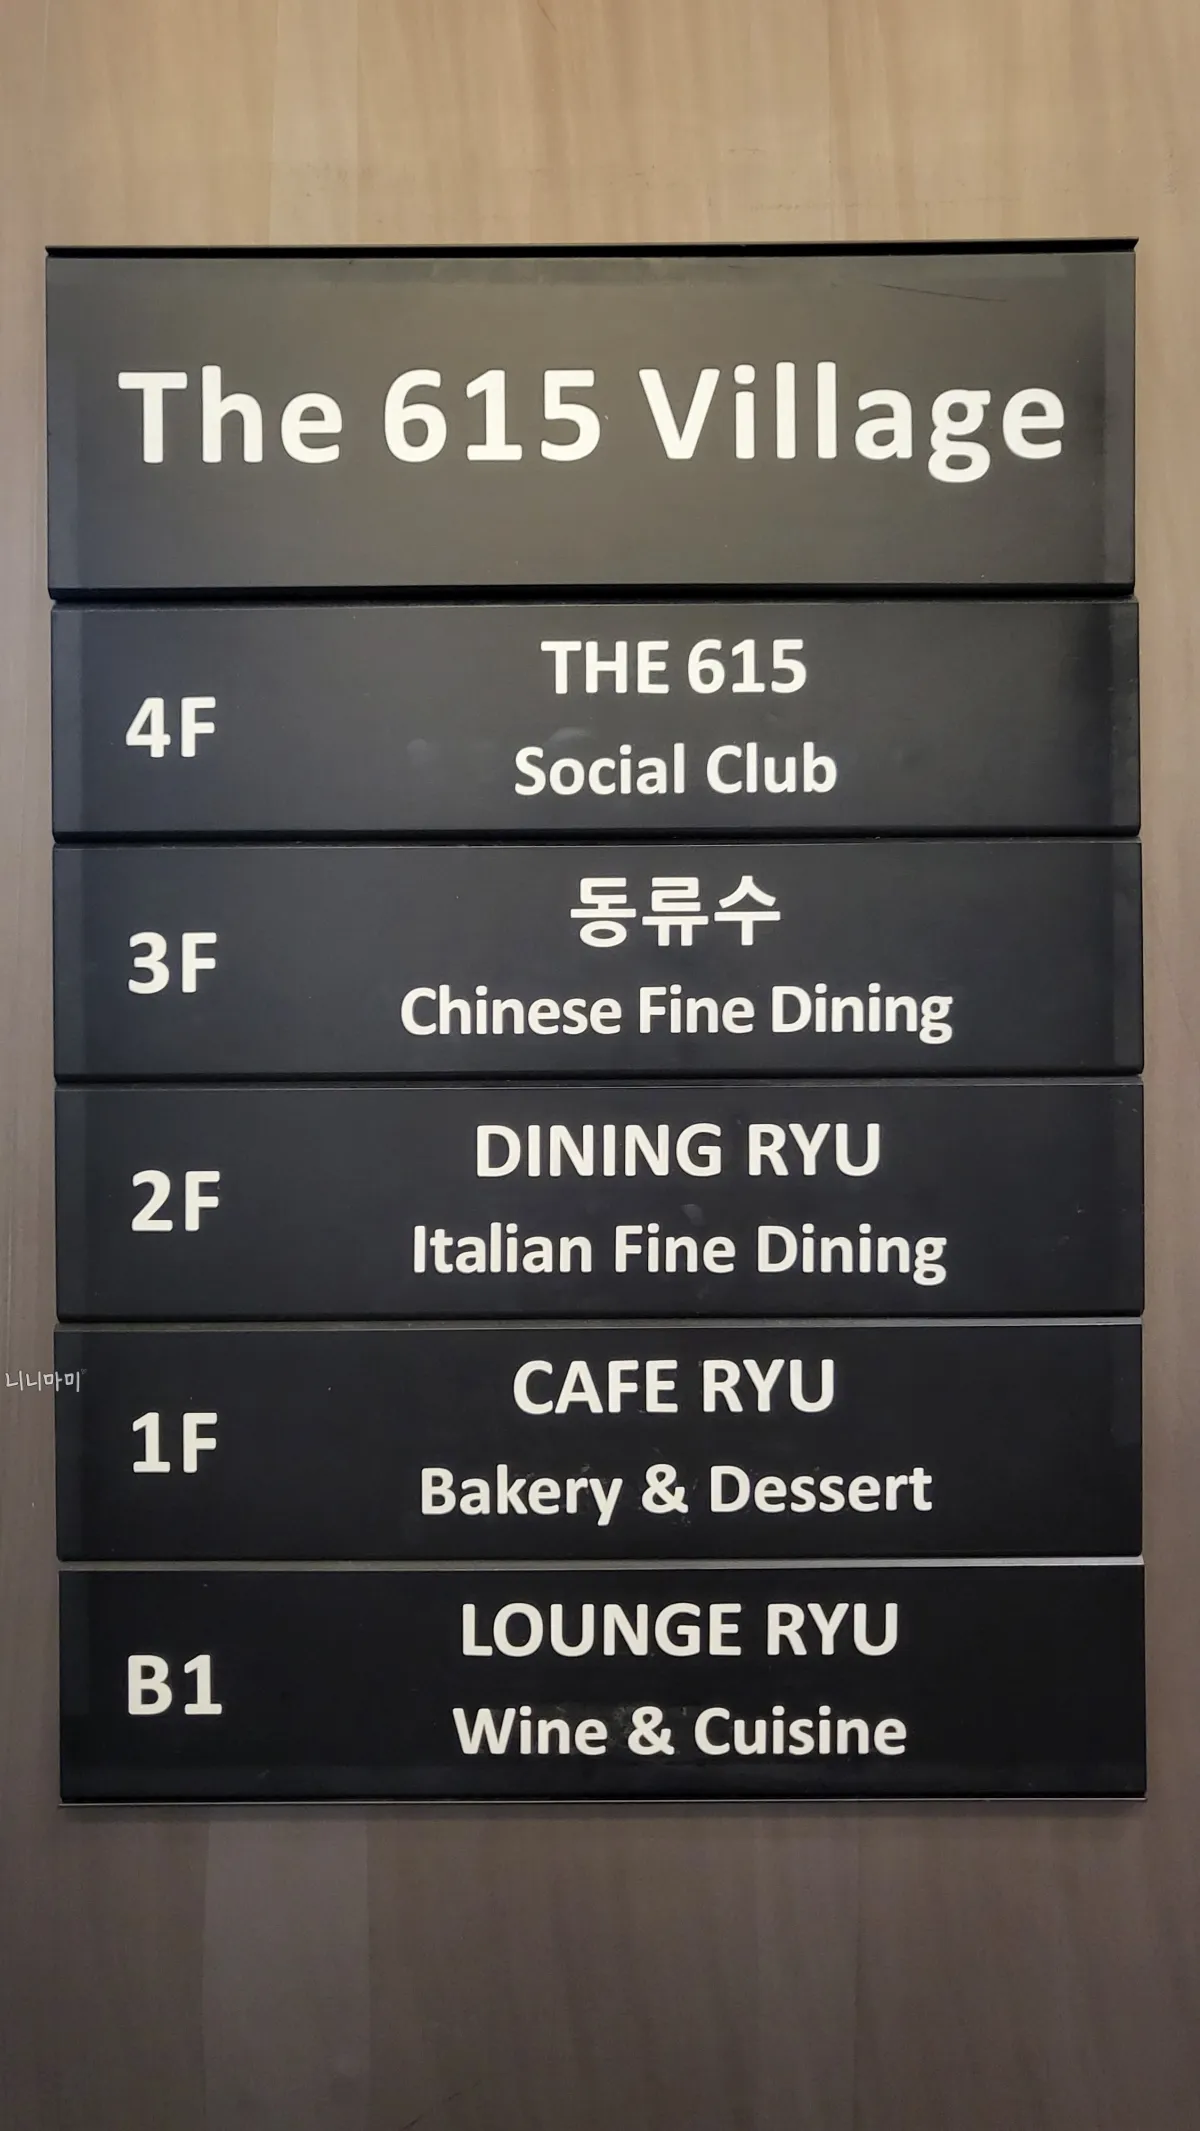 The 615 Village
4F
THE 615
Social Club
3F
동류수
Chinese Fine Dining
2F
DINING RYU
Italian Fine Dining
니니마미
1F
CAFE RYU
Bakery & Dessert
B1
LOUNGE RYU
Wine & Cuisine